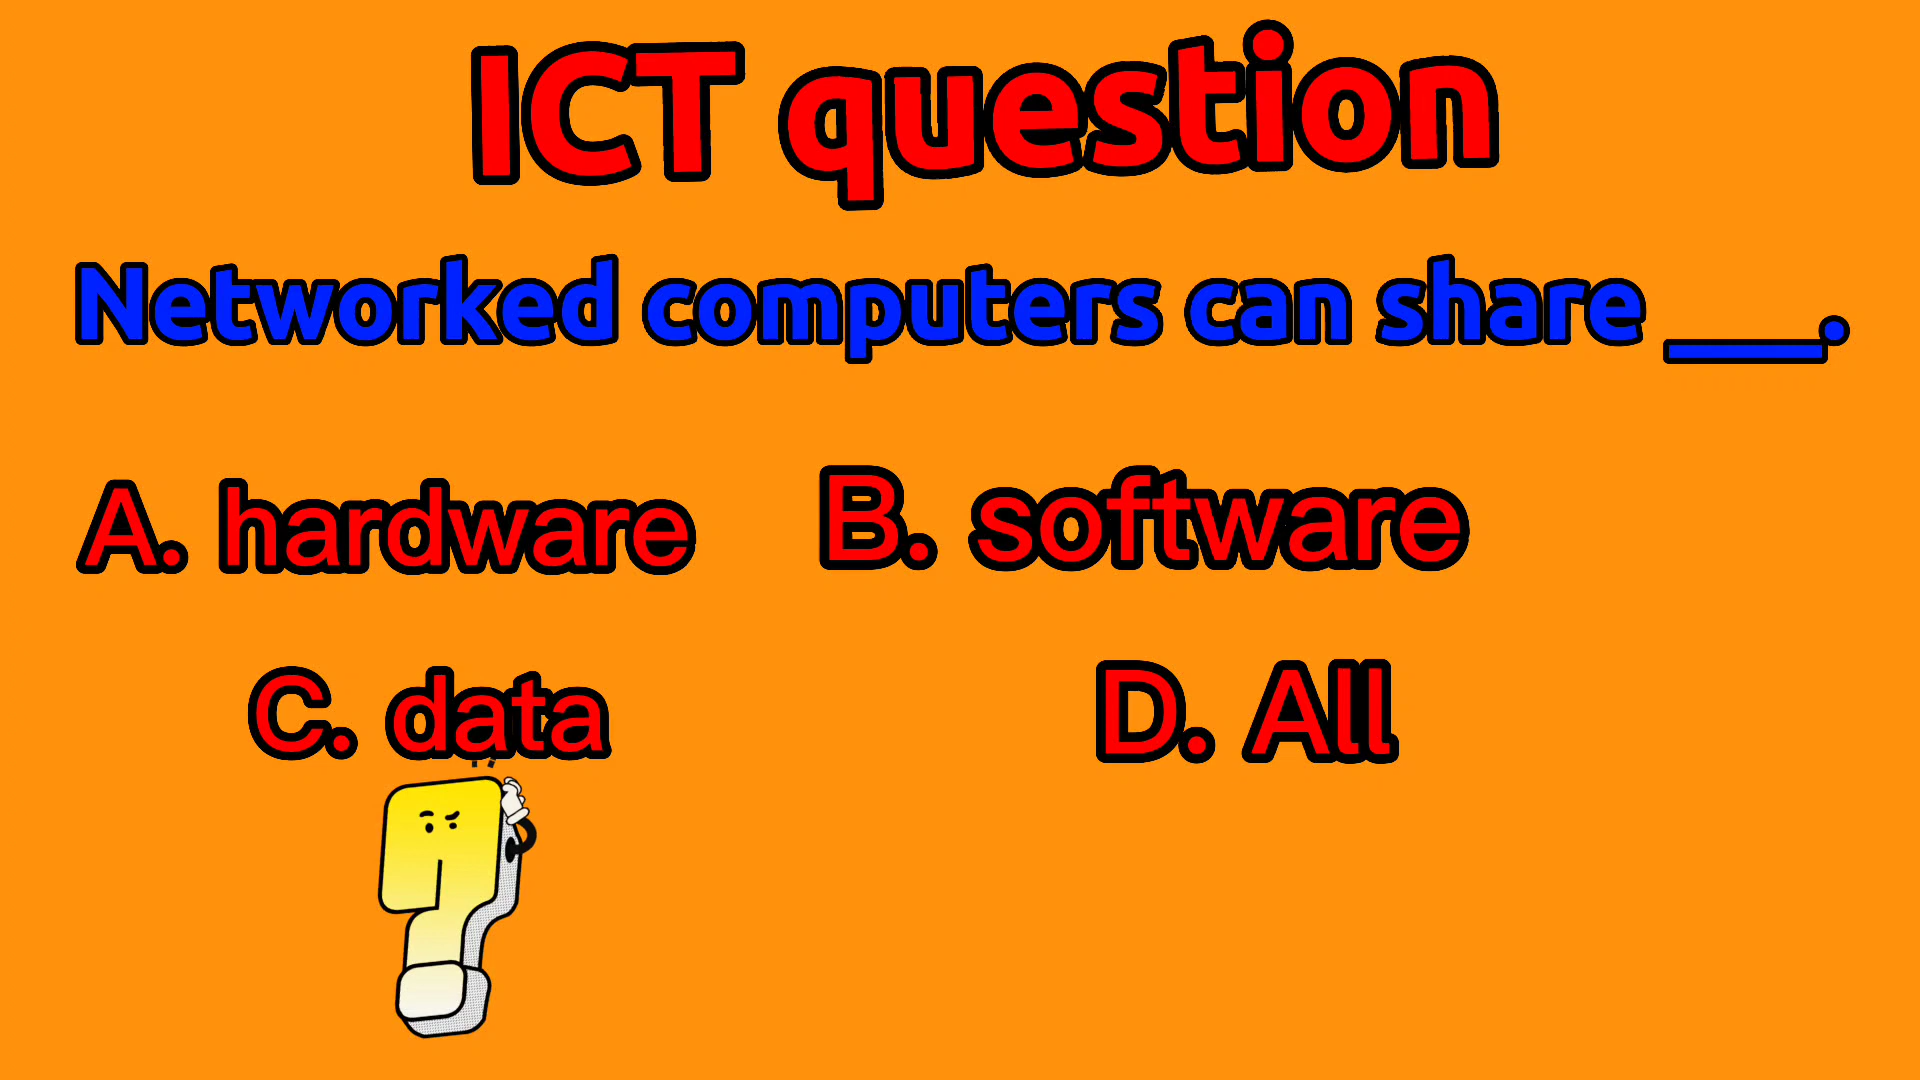 ICT question
Networked computers can share ___.
A. hardware B. software
C. data D. All